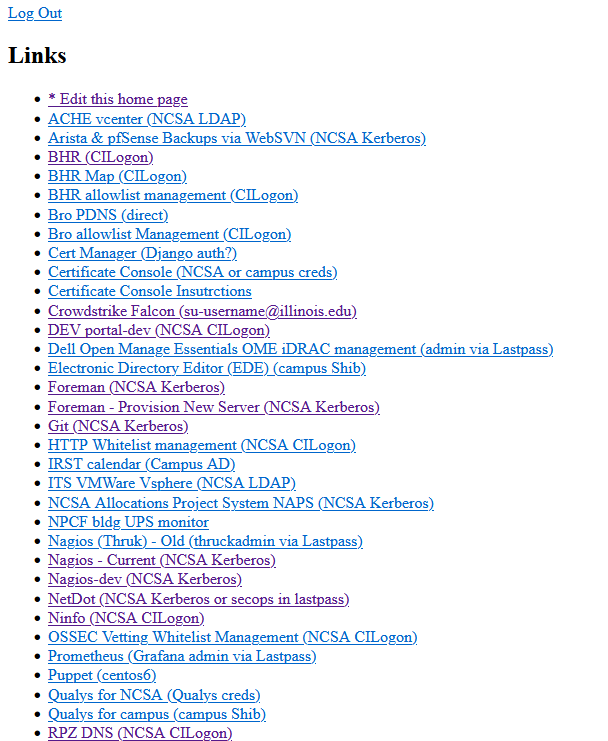 Log Out
Links
* Edit this home page
ACHE vcenter (NCSA LDAP)
Arista & pfSense Backups via WebSVN (NCSA Kerberos)
BHR (CILogon)
BHR Map (CILogon)
BHR allowlist management (CILogon)
Bro PDNS (direct)
Bro allowlist Management (CILogon)
Cert Manager (Django auth?)
Certificate Console (NCSA or campus creds)
Certificate Console Insutrctions
Crowdstrike Falcon (su-username@illinois.edu)
DEV portal-dev (NCSA CILogon)
Dell Open Manage Essentials OME iDRAC management (admin via Lastpass)
Electronic Directory Editor (EDE) (campus Shib)
Foreman (NCSA Kerberos)
Foreman - Provision New Server (NCSA Kerberos)
Git (NCSA Kerberos)
HTTP Whitelist management (NCSA CILogon)
IRST calendar (Campus AD)
ITS VMWare Vsphere (NCSA LDAP)
NCSA Allocations Project System NAPS (NCSA Kerberos)
NPCF bldg UPS monitor
Nagios (Thruk) - Old (thruckadmin via Lastpass)
Nagios - Current (NCSA Kerberos)
Nagios-dev (NCSA Kerberos)
NetDot (NCSA Kerberos or secops in lastpass)
Ninfo (NCSA CILogon)
OSSEC Vetting Whitelist Management (NCSA CILogon)
Prometheus (Grafana admin via Lastpass)
Puppet (centos6)
Qualys for NCSA (Qualys creds)
Qualys for campus (campus Shib)
RPZ DNS (NCSA CILogon)